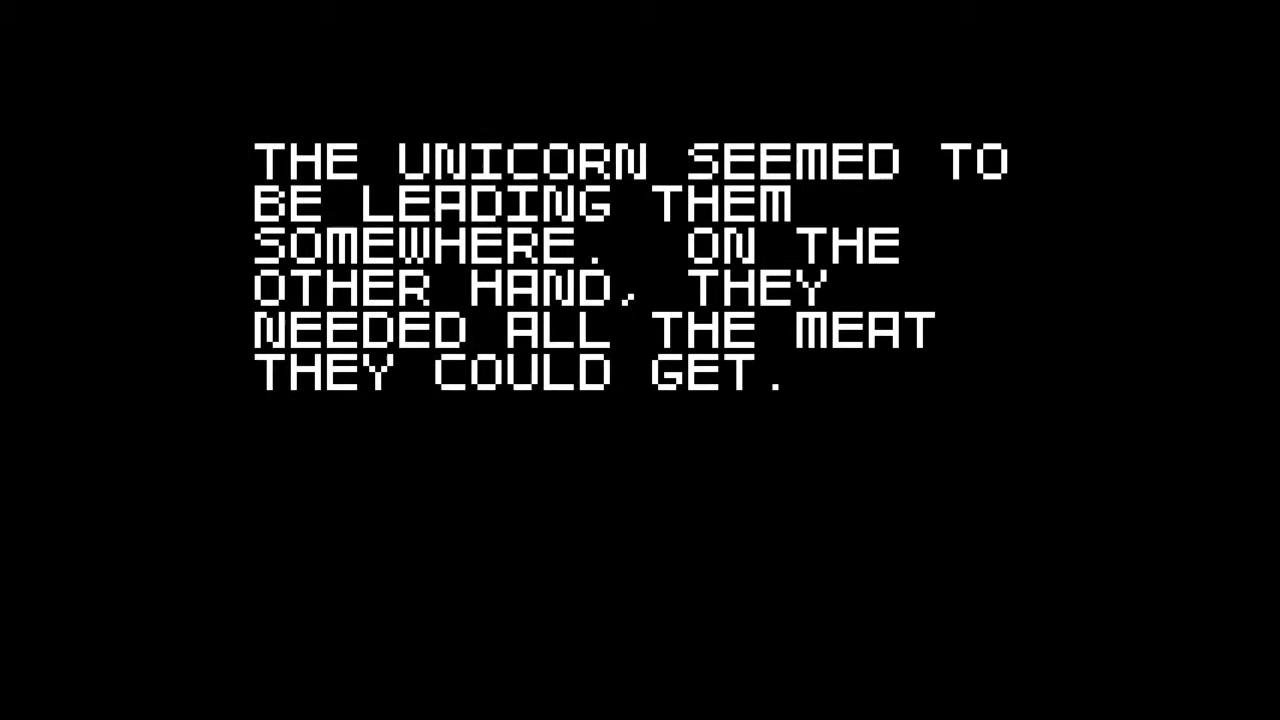 THE UNICORN SEEMED TO
BE LEADING THEM
SOMEWHERE.  ON THE
OTHER HAND, THEY
NEEDED ALL THE MEAT
THEY COULD GET.